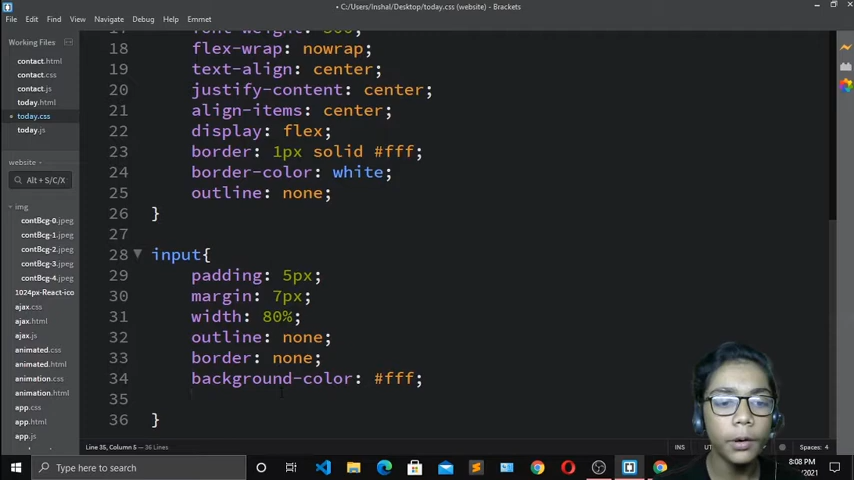 • C:/Users/Inshal/Desktop/today.css (website) - Brackets
File Edit Find View Navigate Debug Help Emmet
Working Files
contact.html
contact.css
contact.js
today.html
today.css
today.js
website
Alt + S/C/X
img
contBcg-0.jpeg
contBcg-1.jpeg
contBcg-2.jpeg
contBcg-3.jpeg
contBcg-4.jpeg
1024px-React-ico
ajax.css
ajax.html
ajax.js
animated.css
animated.html
animation.css
animation.html
app.css
app.js
18 flex-wrap: nowrap;
19 text-align: center;
20 justify-content: center;
21 align-items: center;
22 display: flex;
23 border: 1px solid #fff;
24 border-color: white;
25 outline: none;
26 }
27
28 input{
29 padding: 5px;
30 margin: 7px;
31 width: 80%;
32 outline: none;
33 border: none;
34 background-color: #fff;
35
36 }
Line 35, Column 5 — 36 Lines
INS
Spaces: 4
Type here to search
8:08 PM